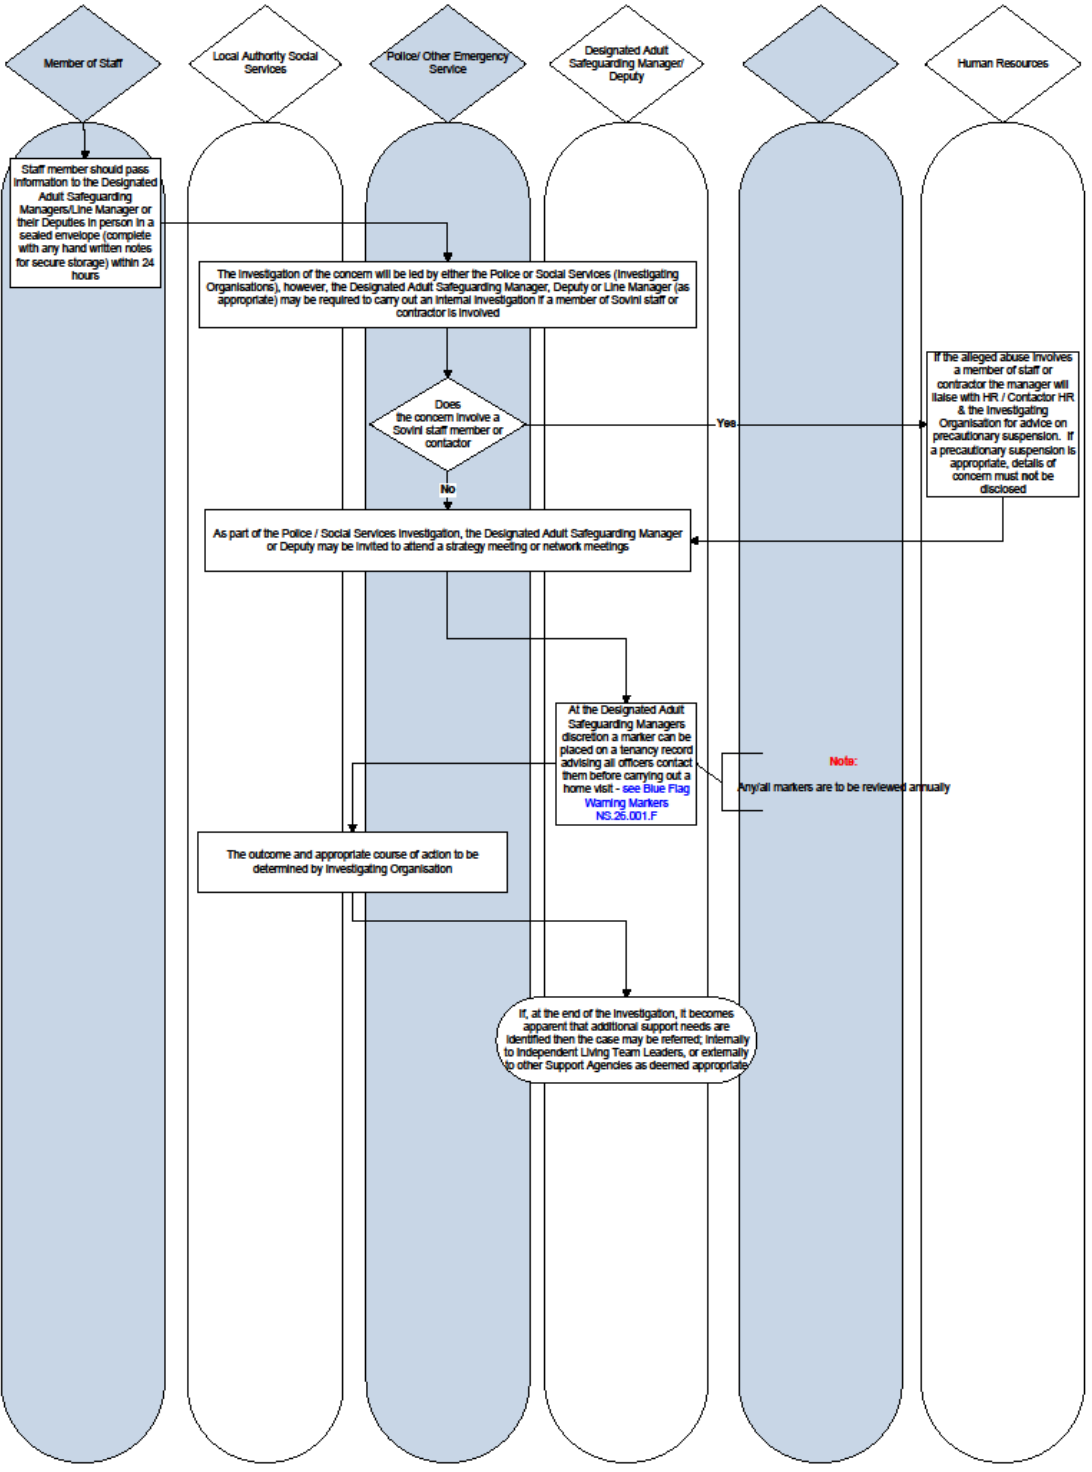 Member of Staff
Local Authority Social
Services
Police/ Other Emergency
Service
Designated Adult
Safeguarding Manager/
Deputy
Human Resources
Staff member should pass
information to the Designated
Adult Safeguarding
Managers/Line Manager or
their Deputies in person in a
sealed envelope (complete
with any hand written notes
for secure storage) within 24
hours
The investigation of the concern will be led by either the Police or Social Services (Investigating
Organisations), however, the Designated Adult Safeguarding Manager, Deputy or Line Manager (as
appropriate) may be required to carry out an internal investigation if a member of Sovini staff or
contractor is involved
Does
the concern involve a
Sovini staff member or
contactor
Yes
If the alleged abuse involves
a member of staff or
contractor the manager will
liaise with HR / Contactor HR
& the Investigating
Organisation for advice on
precautionary suspension. If
a precautionary suspension is
appropriate, details of
concern must not be
disclosed
No
As part of the Police / Social Services investigation, the Designated Adult Safeguarding Manager
or Deputy may be invited to attend a strategy meeting or network meetings
At the Designated Adult
Safeguarding Managers
discretion a marker can be
placed on a tenancy record
advising all officers contact
them before carrying out a
home visit - see Blue Flag
Warning Markers
NS.26.001.F
Note:
Any/all markers are to be reviewed annually
The outcome and appropriate course of action to be
determined by Investigating Organisation
If, at the end of the investigation, it becomes
apparent that additional support needs are
identified then the case may be referred; internally
to Independent Living Team Leaders, or externally
to other Support Agencies as deemed appropriate